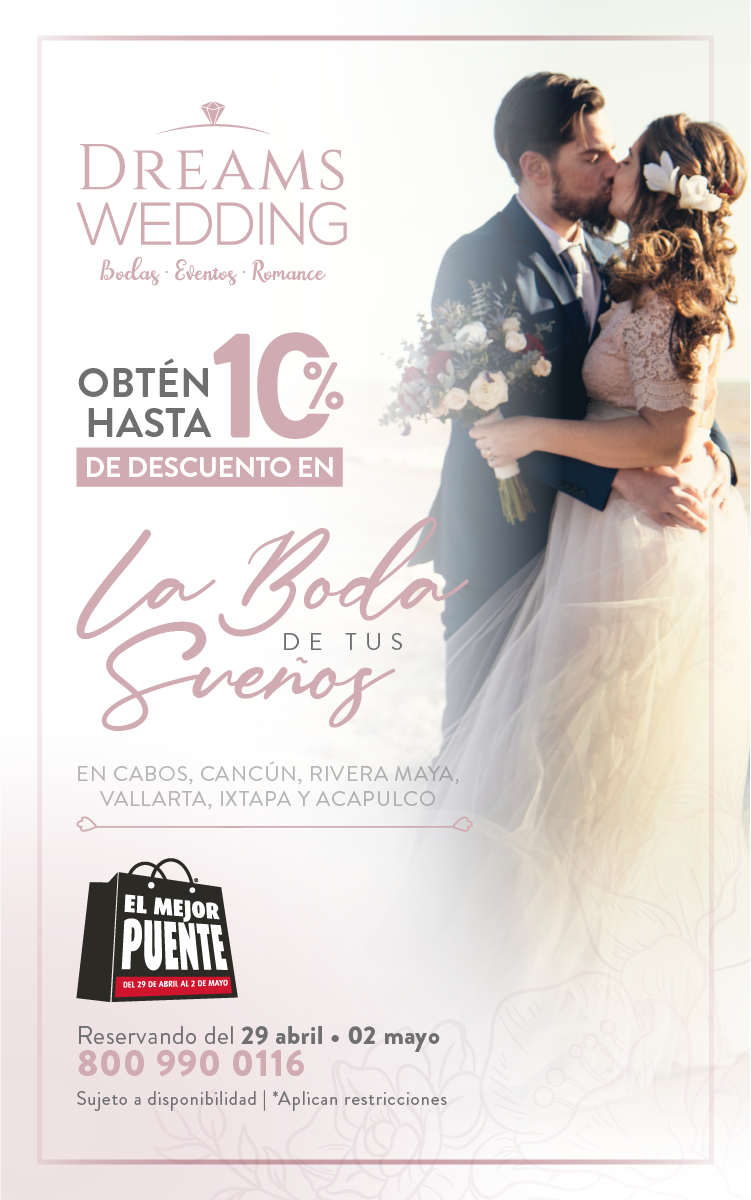 DREAMS
WEDDING
Bodas · Eventos · Romance
OBTÉN
HASTA
10%
DE DESCUENTO EN
La Boda
DE TUS
Sueños
EN CABOS, CANCÚN, RIVERA MAYA,
VALLARTA, IXTAPA Y ACAPULCO
EL MEJOR
PUENTE
DEL 29 DE ABRIL AL 2 DE MAYO
Reservando del 29 abril • 02 mayo
800 990 0116
Sujeto a disponibilidad | *Aplican restricciones